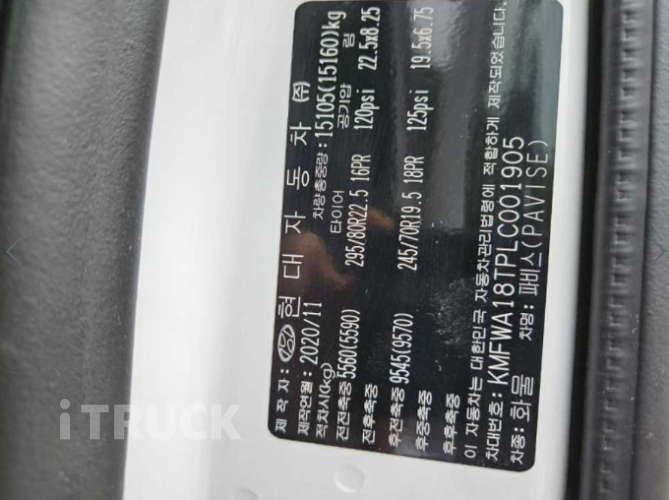 제 작 자 : 현 대 자 동 차 ㈜
제작연월: 2020/11 차량총중량: 15105(15160)kg
적차시(kg) 타이어 공기압 림
전전축중 5560(5590) 295/80R22.5 16PR 120psi 22.5x8.25
전후축중
후전축중 9545(9570) 245/70R19.5 18PR 125psi 19.5x6.75
후중축중
후후축중
이 자동차는 대한민국 자동차관리법령에 적합하게 제작되었습니다.
차대번호: KMFWA18TPLC001905
차종: 화물 차명: 파비스(PAVISE)
iTRUCK